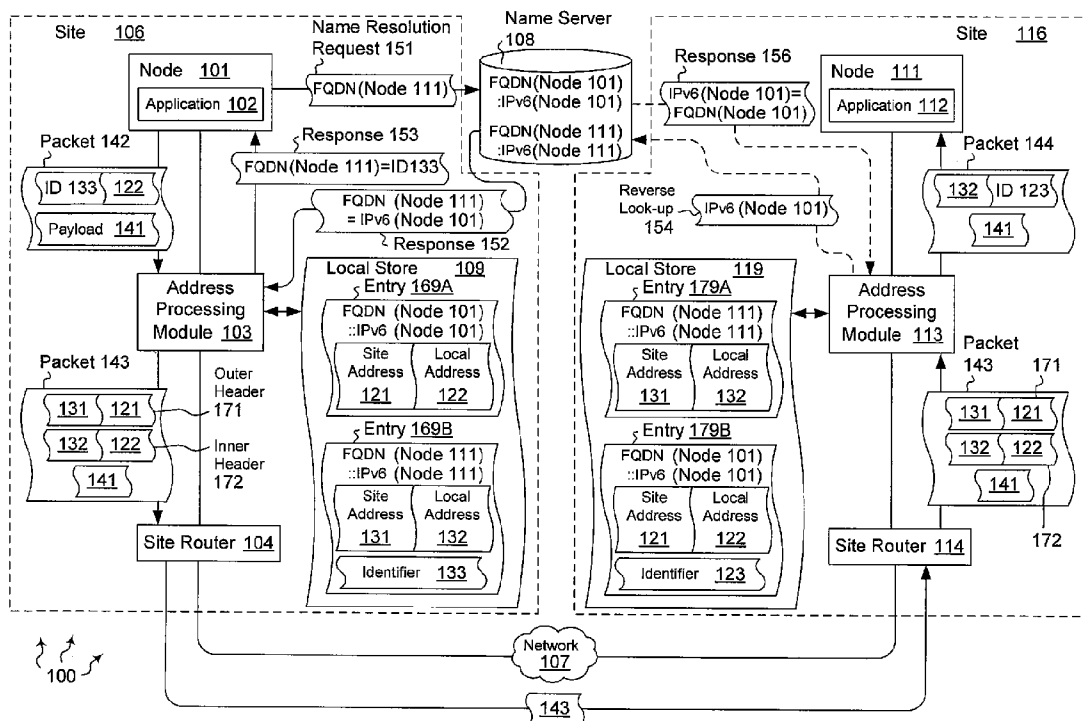 Site 106
Name Resolution
Request 151
FQDN(Node 111)
Name Server
108
FQDN(Node 101)
:IPv6(Node 101)
FQDN(Node 111)
:IPv6(Node 111)
Response 156
IPv6(Node 101)=
FQDN(Node 101)
Site 116
Node 101
Application 102
Node 111
Application 112
Response 153
FQDN(Node 111)=ID133
Packet 142
ID 133
122
Payload 141
FQDN (Node 111)
= IPv6 (Node 101)
Response 152
Reverse
Look-up
154
IPv6 (Node 101)
Packet 144
132
ID 123
141
Address
Processing
Module 103
Local Store 109
Entry 169A
FQDN (Node 101)
::IPv6 (Node 101)
Site
Address
121
Local
Address
122
Entry 169B
FQDN (Node 111)
::IPv6 (Node 111)
Site
Address
131
Local
Address
132
Identifier 133
Local Store 119
Entry 179A
FQDN (Node 111)
::IPv6 (Node 111)
Site
Address
131
Local
Address
132
Entry 179B
FQDN (Node 101)
::IPv6 (Node 101)
Site
Address
121
Local
Address
122
Identifier 123
Address
Processing
Module 113
Packet 143
131
121
132
122
141
Outer
Header
171
Inner
Header
172
Packet
143
171
131
121
132
122
141
172
Site Router 104
Site Router 114
Network
107
100
143